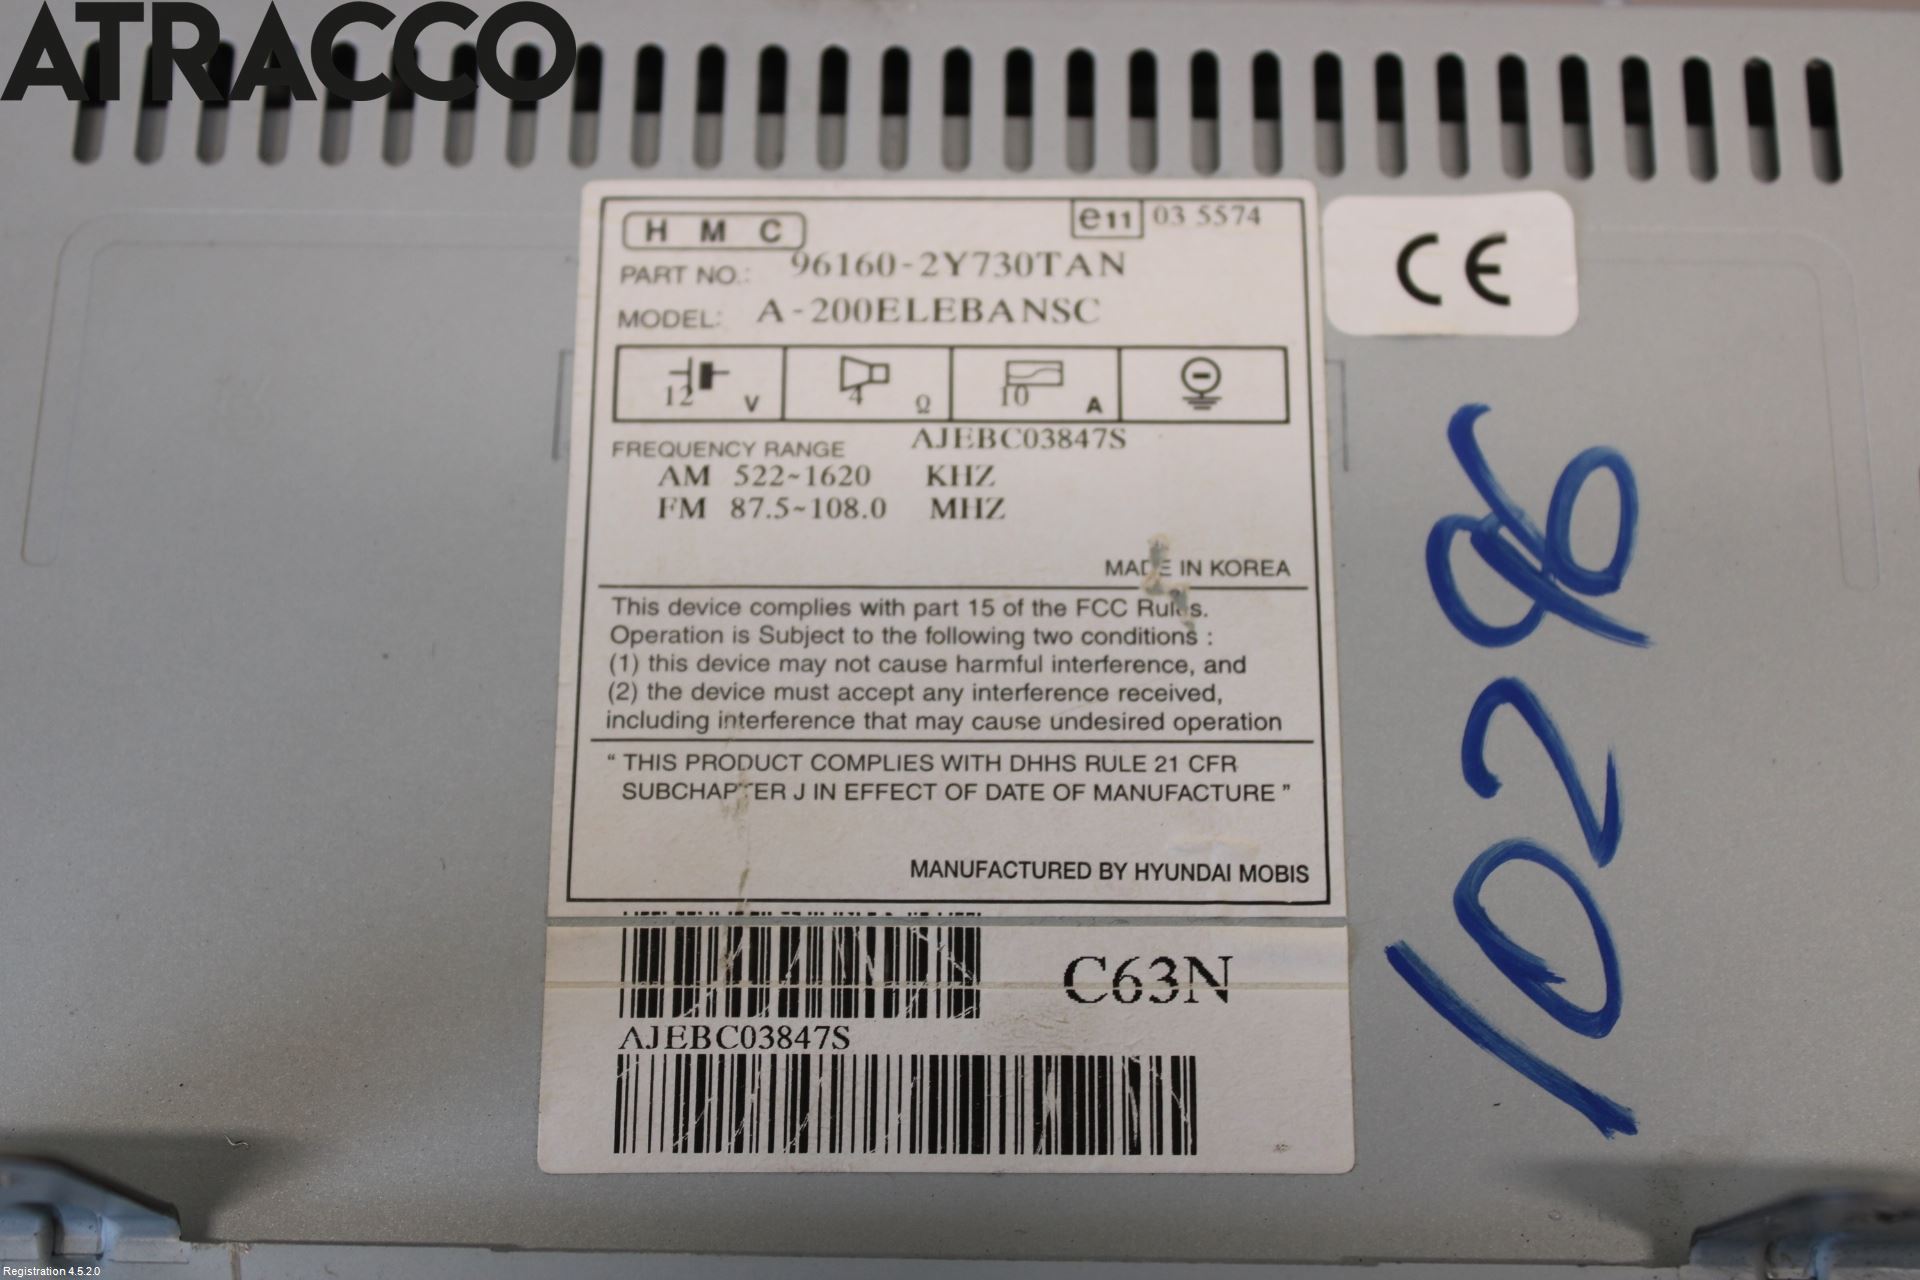 ATRACCO
H M C
e11 03 5574
PART NO.: 96160-2Y730TAN
MODEL: A-200ELEBANSC
12 V 4 Ω 10 A
FREQUENCY RANGE AJEBC03847S
AM 522~1620 KHZ
FM 87.5~108.0 MHZ
MADE IN KOREA
This device complies with part 15 of the FCC Rules.
Operation is Subject to the following two conditions :
(1) this device may not cause harmful interference, and
(2) the device must accept any interference received,
including interference that may cause undesired operation
" THIS PRODUCT COMPLIES WITH DHHS RULE 21 CFR
SUBCHAPTER J IN EFFECT OF DATE OF MANUFACTURE "
MANUFACTURED BY HYUNDAI MOBIS
C63N
AJEBC03847S
CE
10296
Registration 4.5.2.0